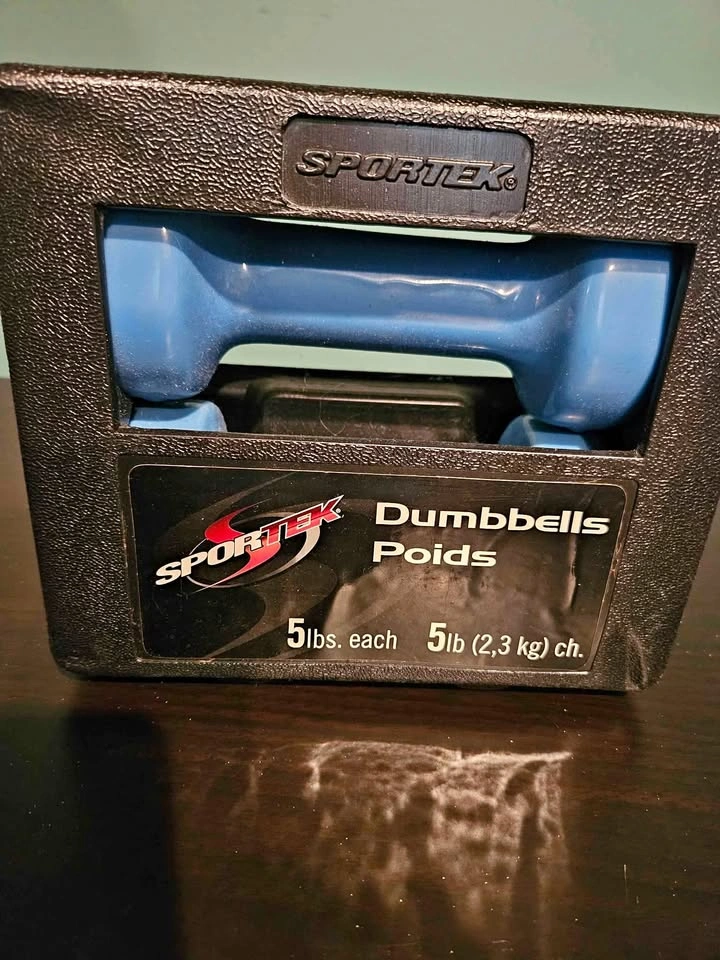 SPORTEK®
SPORTEK
Dumbbells
Poids
5lbs. each 5lb (2,3 kg) ch.